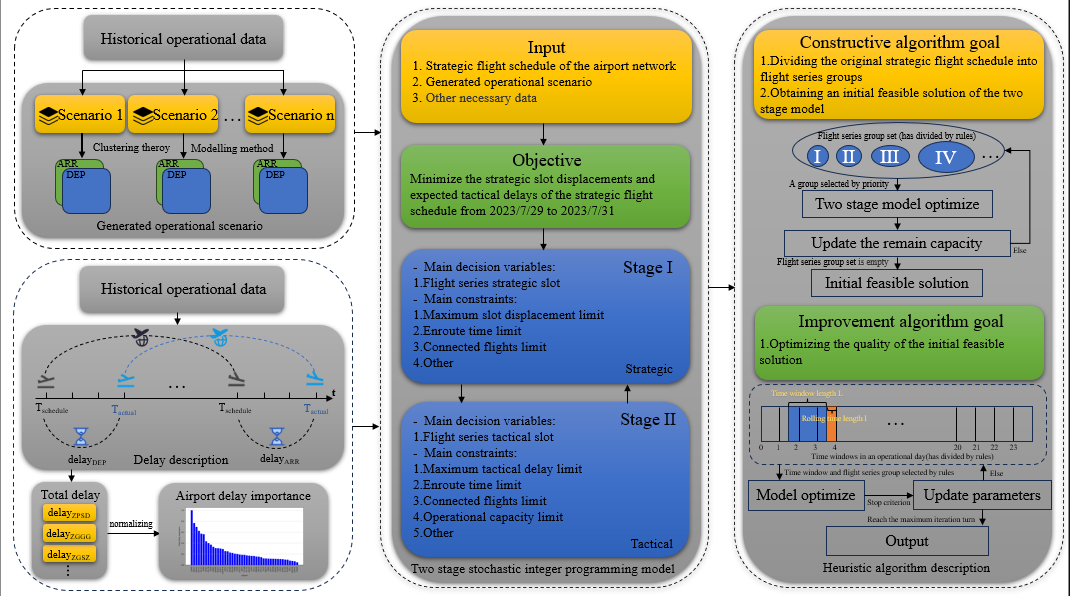 Historical operational data
Scenario 1
Scenario 2
...
Scenario n
Clustering theroy
Modelling method
ARR
DEP
ARR
DEP
ARR
DEP
Generated operational scenario
Historical operational data
...
t
Tschedule
Tactual
Tschedule
Tactual
delayDEP
Delay description
delayARR
Total delay
delayZPSD
delayZGGG
delayZGSZ
normalizing
Airport delay importance
Input
1. Strategic flight schedule of the airport network
2. Generated operational scenario
3. Other necessary data
Objective
Minimize the strategic slot displacements and
expected tactical delays of the strategic flight
schedule from 2023/7/29 to 2023/7/31
Stage I
- Main decision variables:
1.Flight series strategic slot
- Main constraints:
1.Maximum slot displacement limit
2.Enroute time limit
3.Connected flights limit
4.Other
Strategic
Stage II
- Main decision variables:
1.Flight series tactical slot
- Main constraints:
1.Maximum tactical delay limit
2.Enroute time limit
3.Connected flights limit
4.Operational capacity limit
5.Other
Tactical
Two stage stochastic integer programming model
Constructive algorithm goal
1.Dividing the original strategic flight schedule into
flight series groups
2.Obtaining an initial feasible solution of the two
stage model
Flight series group set (has divided by rules)
I II III IV ...
A group selected by priority
Two stage model optimize
Update the remain capacity
Else
Flight series group set is empty
Initial feasible solution
Improvement algorithm goal
1.Optimizing the quality of the initial feasible
solution
Time window length L
Rolling time length l
...
0 1 2 3 4 20 21 22 23
Time windows in an operational day(has divided by rules)
Time window and flight series group selected by rules
Else
Model optimize
Stop criterion
Update parameters
Reach the maximum iteration turn
Output
Heuristic algorithm description